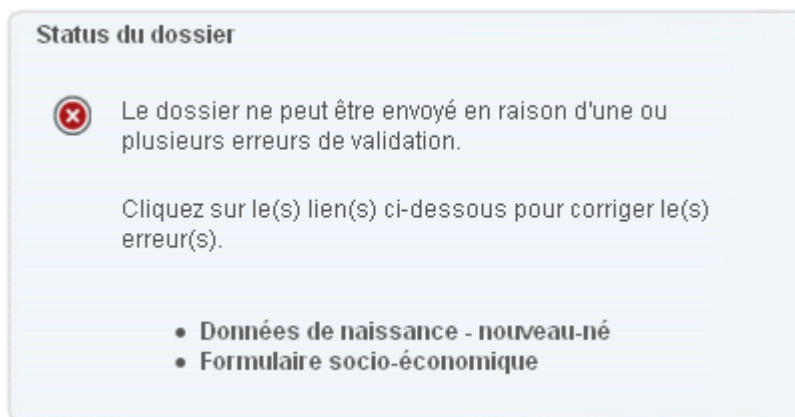 Status du dossier
Le dossier ne peut être envoyé en raison d'une ou
plusieurs erreurs de validation.
Cliquez sur le(s) lien(s) ci-dessous pour corriger le(s)
erreur(s).
• Données de naissance - nouveau-né
• Formulaire socio-économique